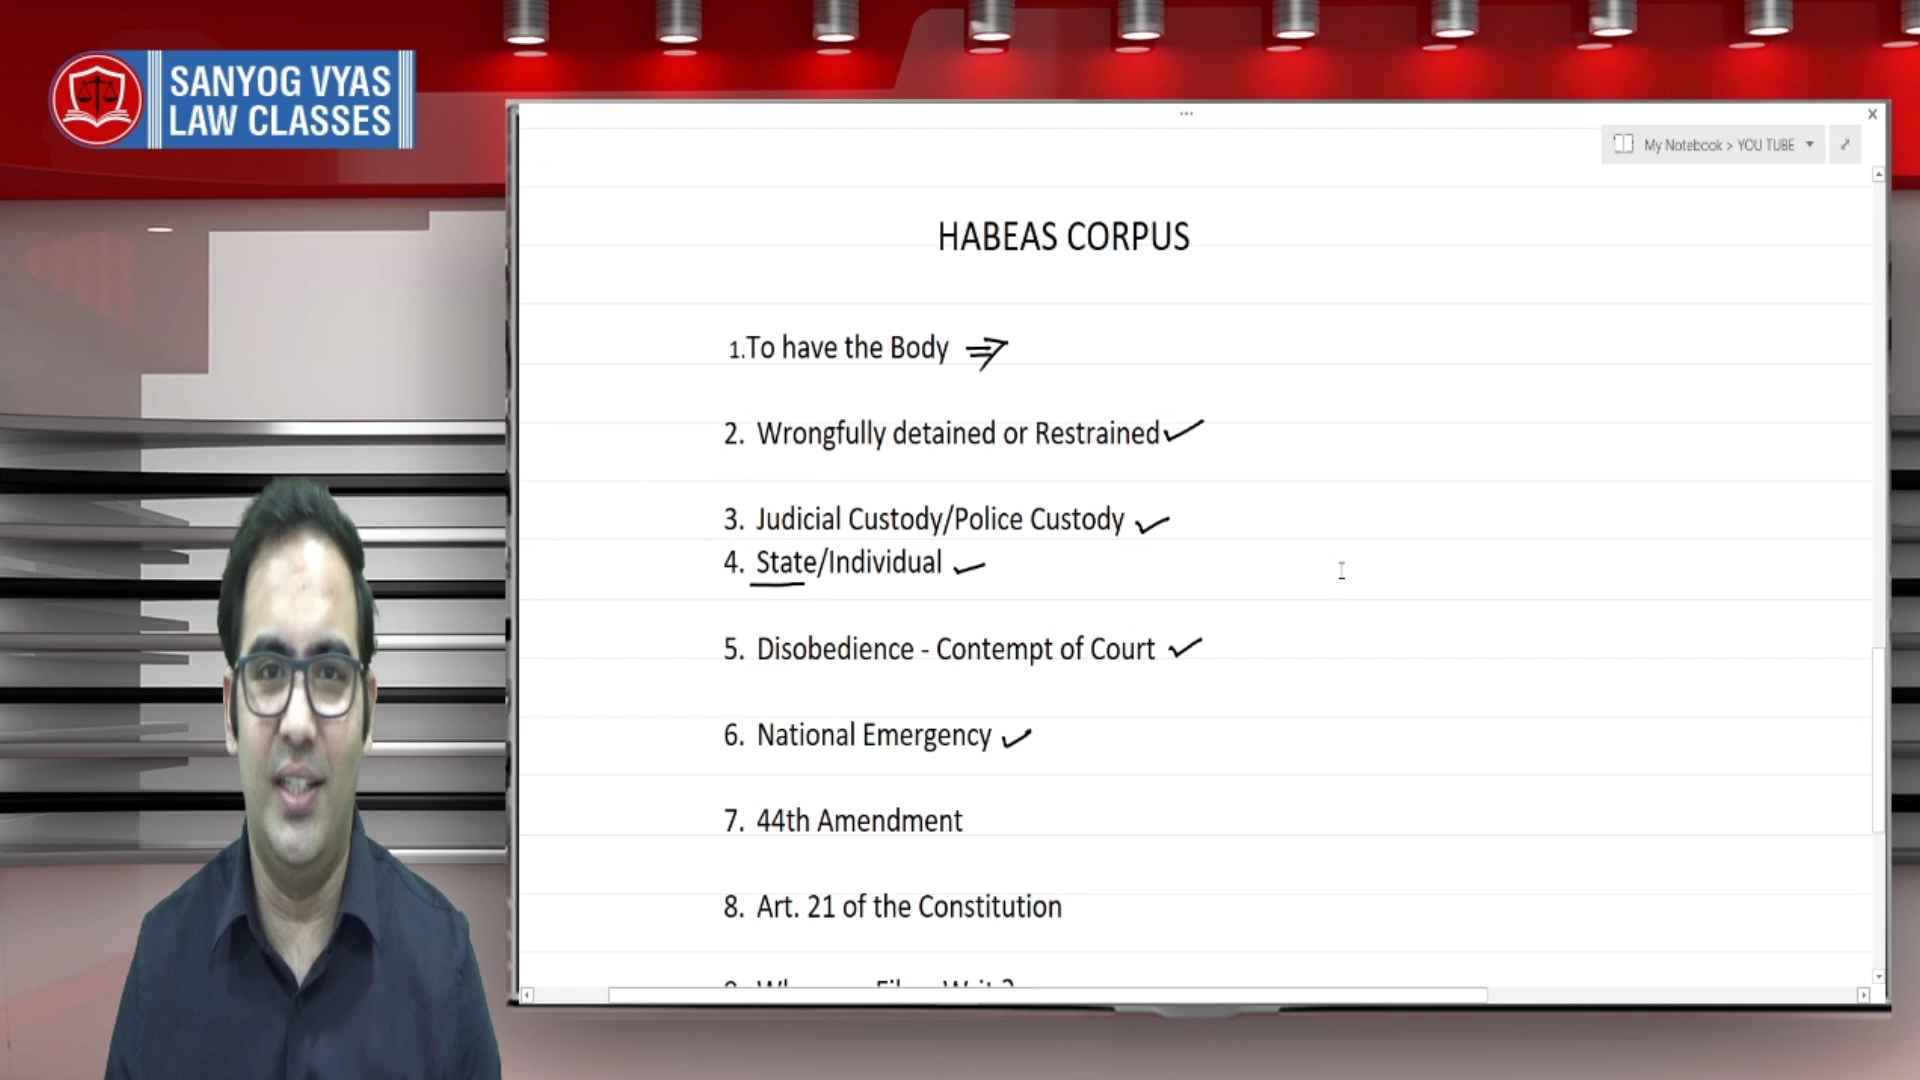 SANYOG VYAS
LAW CLASSES
My Notebook > YOU TUBE
HABEAS CORPUS
1.To have the Body
2. Wrongfully detained or Restrained
3. Judicial Custody/Police Custody
4. State/Individual
5. Disobedience - Contempt of Court
6. National Emergency
7. 44th Amendment
8. Art. 21 of the Constitution